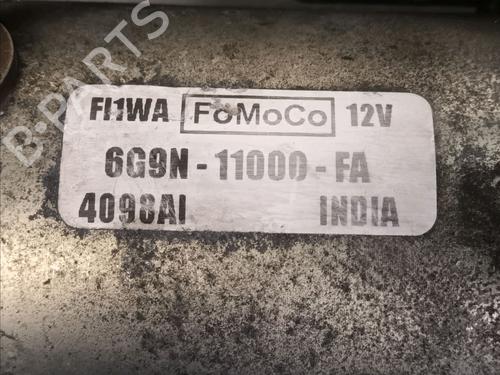 B-PARTS
FI1WA FoMoCo 12V
6G9N - 11000 - FA
4098AI INDIA